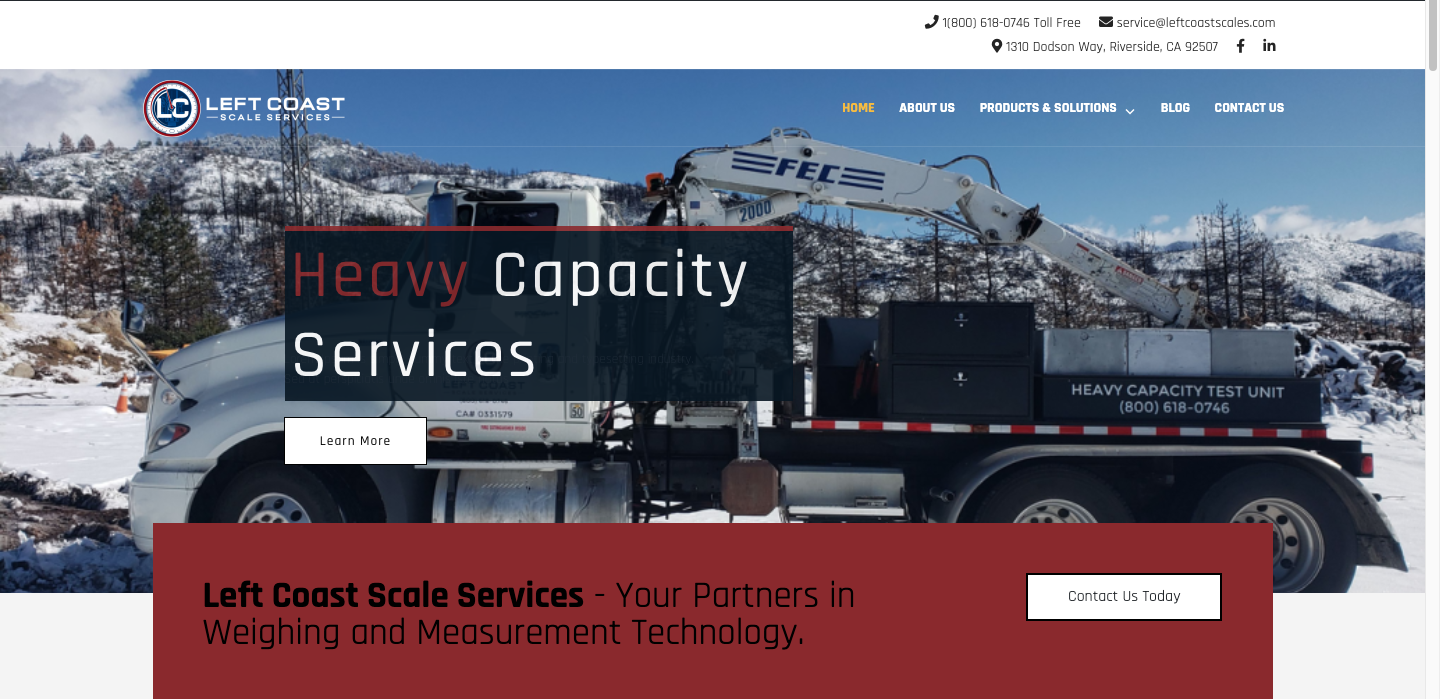 1(800) 618-0746 Toll Free service@leftcoastscales.com
1310 Dodson Way, Riverside, CA 92507
LC LEFT COAST
SCALE SERVICES
HOME ABOUT US PRODUCTS & SOLUTIONS BLOG CONTACT US
FEC
2000
Heavy Capacity
Services
LEFT COAST
CA# 0331579
50
HEAVY CAPACITY TEST UNIT
(800) 618-0746
Learn More
Left Coast Scale Services - Your Partners in
Weighing and Measurement Technology.
Contact Us Today